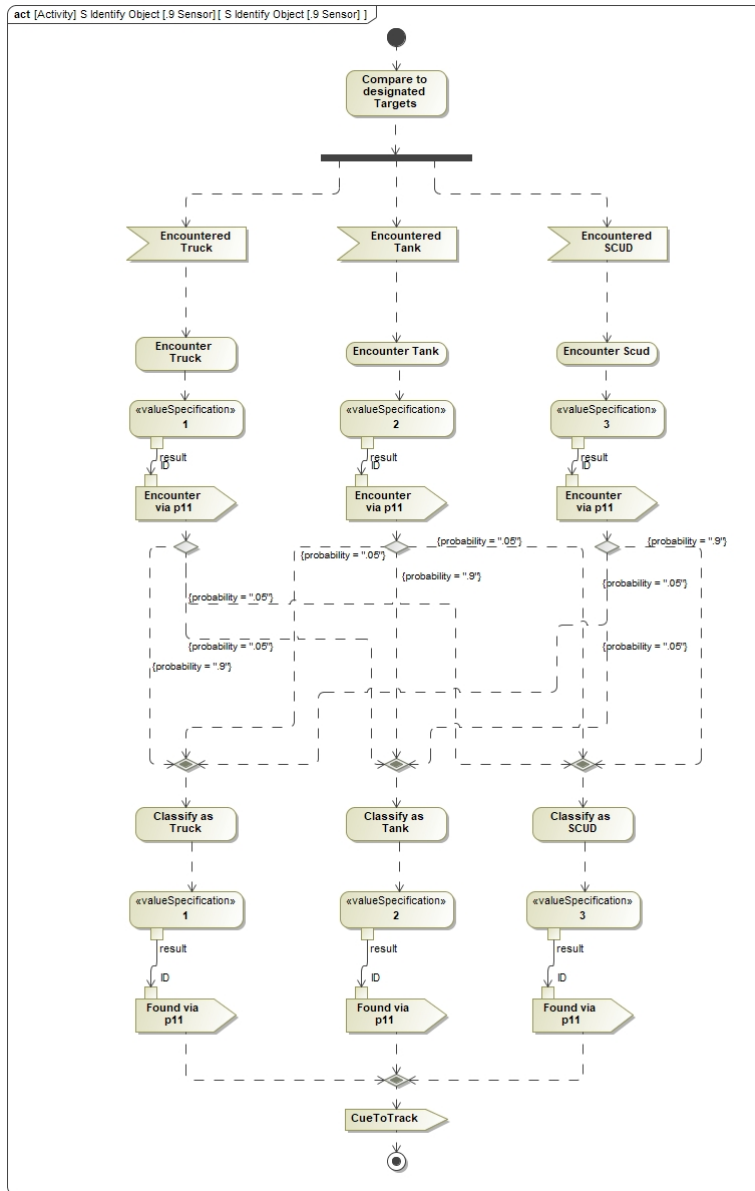 act [Activity] S Identify Object [.9 Sensor] [ S Identify Object [.9 Sensor] ]
Compare to
designated
Targets
Encountered
Truck
Encountered
Tank
Encountered
SCUD
Encounter
Truck
Encounter Tank
Encounter Scud
«valueSpecification»
1
«valueSpecification»
2
«valueSpecification»
3
result
ID
result
ID
result
ID
Encounter
via p11
Encounter
via p11
Encounter
via p11
{probability = ".05"}
{probability = ".05"}
{probability = ".9"}
{probability = ".9"}
{probability = ".05"}
{probability = ".05"}
{probability = ".05"}
{probability = ".05"}
{probability = ".9"}
Classify as
Truck
Classify as
Tank
Classify as
SCUD
«valueSpecification»
1
«valueSpecification»
2
«valueSpecification»
3
result
ID
result
ID
result
ID
Found via
p11
Found via
p11
Found via
p11
CueToTrack